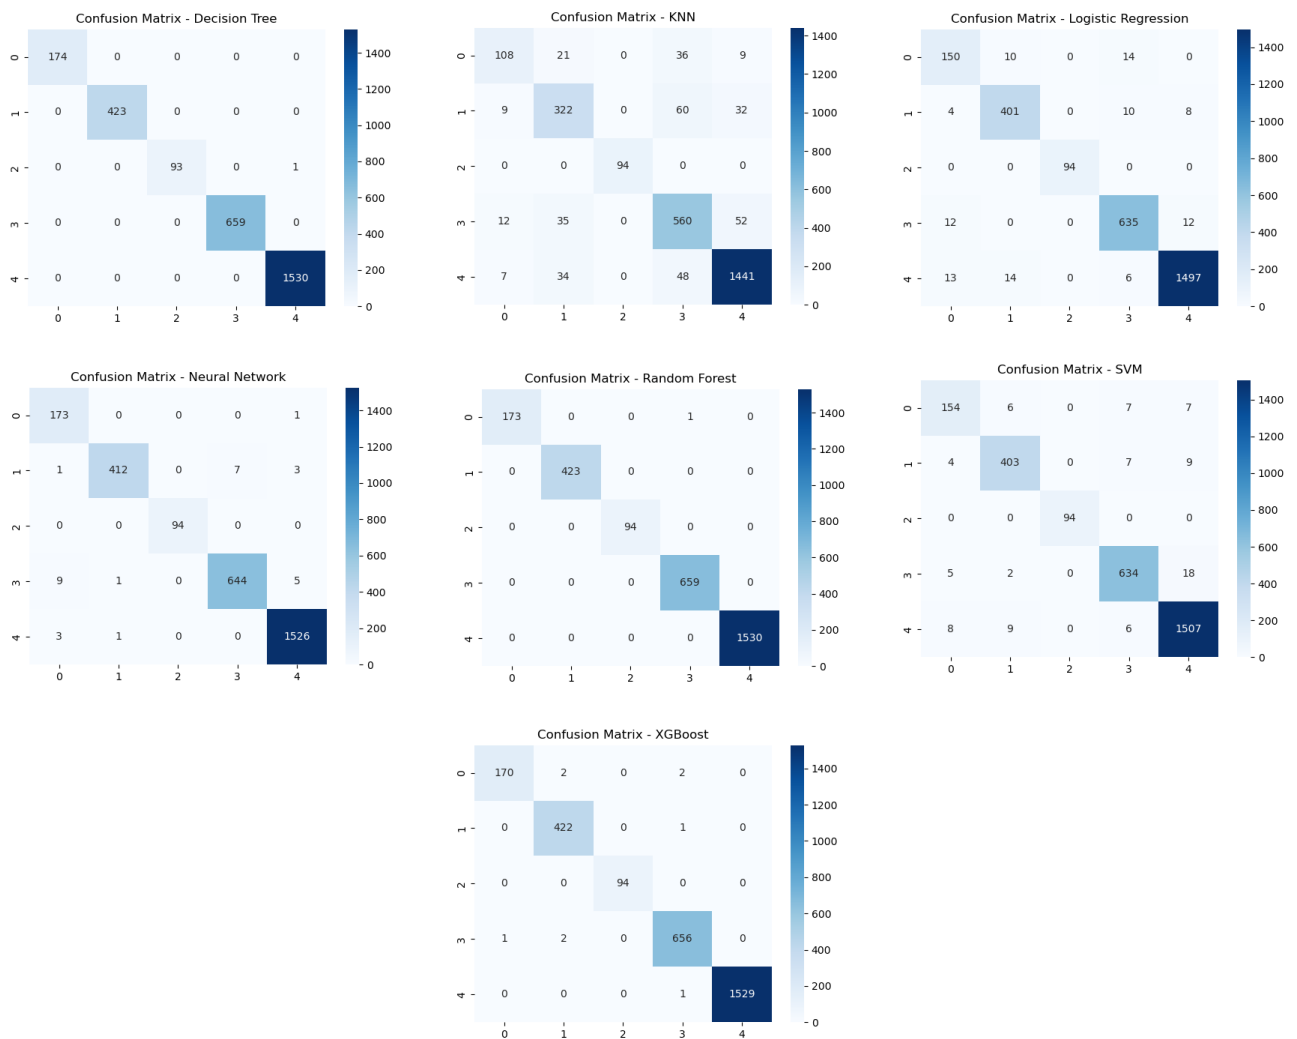 Confusion Matrix - Decision Tree
0 174 0 0 0 0
1 0 423 0 0 0
2 0 0 93 0 1
3 0 0 0 659 0
4 0 0 0 0 1530
0 1 2 3 4
1400
1200
1000
800
600
400
200
0
Confusion Matrix - KNN
0 108 21 0 36 9
1 9 322 0 60 32
2 0 0 94 0 0
3 12 35 0 560 52
4 7 34 0 48 1441
0 1 2 3 4
1400
1200
1000
800
600
400
200
0
Confusion Matrix - Logistic Regression
0 150 10 0 14 0
1 4 401 0 10 8
2 0 0 94 0 0
3 12 0 0 635 12
4 13 14 0 6 1497
0 1 2 3 4
1400
1200
1000
800
600
400
200
0
Confusion Matrix - Neural Network
0 173 0 0 0 1
1 1 412 0 7 3
2 0 0 94 0 0
3 9 1 0 644 5
4 3 1 0 0 1526
0 1 2 3 4
1400
1200
1000
800
600
400
200
0
Confusion Matrix - Random Forest
0 173 0 0 1 0
1 0 423 0 0 0
2 0 0 94 0 0
3 0 0 0 659 0
4 0 0 0 0 1530
0 1 2 3 4
1400
1200
1000
800
600
400
200
0
Confusion Matrix - SVM
0 154 6 0 7 7
1 4 403 0 7 9
2 0 0 94 0 0
3 5 2 0 634 18
4 8 9 0 6 1507
0 1 2 3 4
1400
1200
1000
800
600
400
200
0
Confusion Matrix - XGBoost
0 170 2 0 2 0
1 0 422 0 1 0
2 0 0 94 0 0
3 1 2 0 656 0
4 0 0 0 1 1529
0 1 2 3 4
1400
1200
1000
800
600
400
200
0